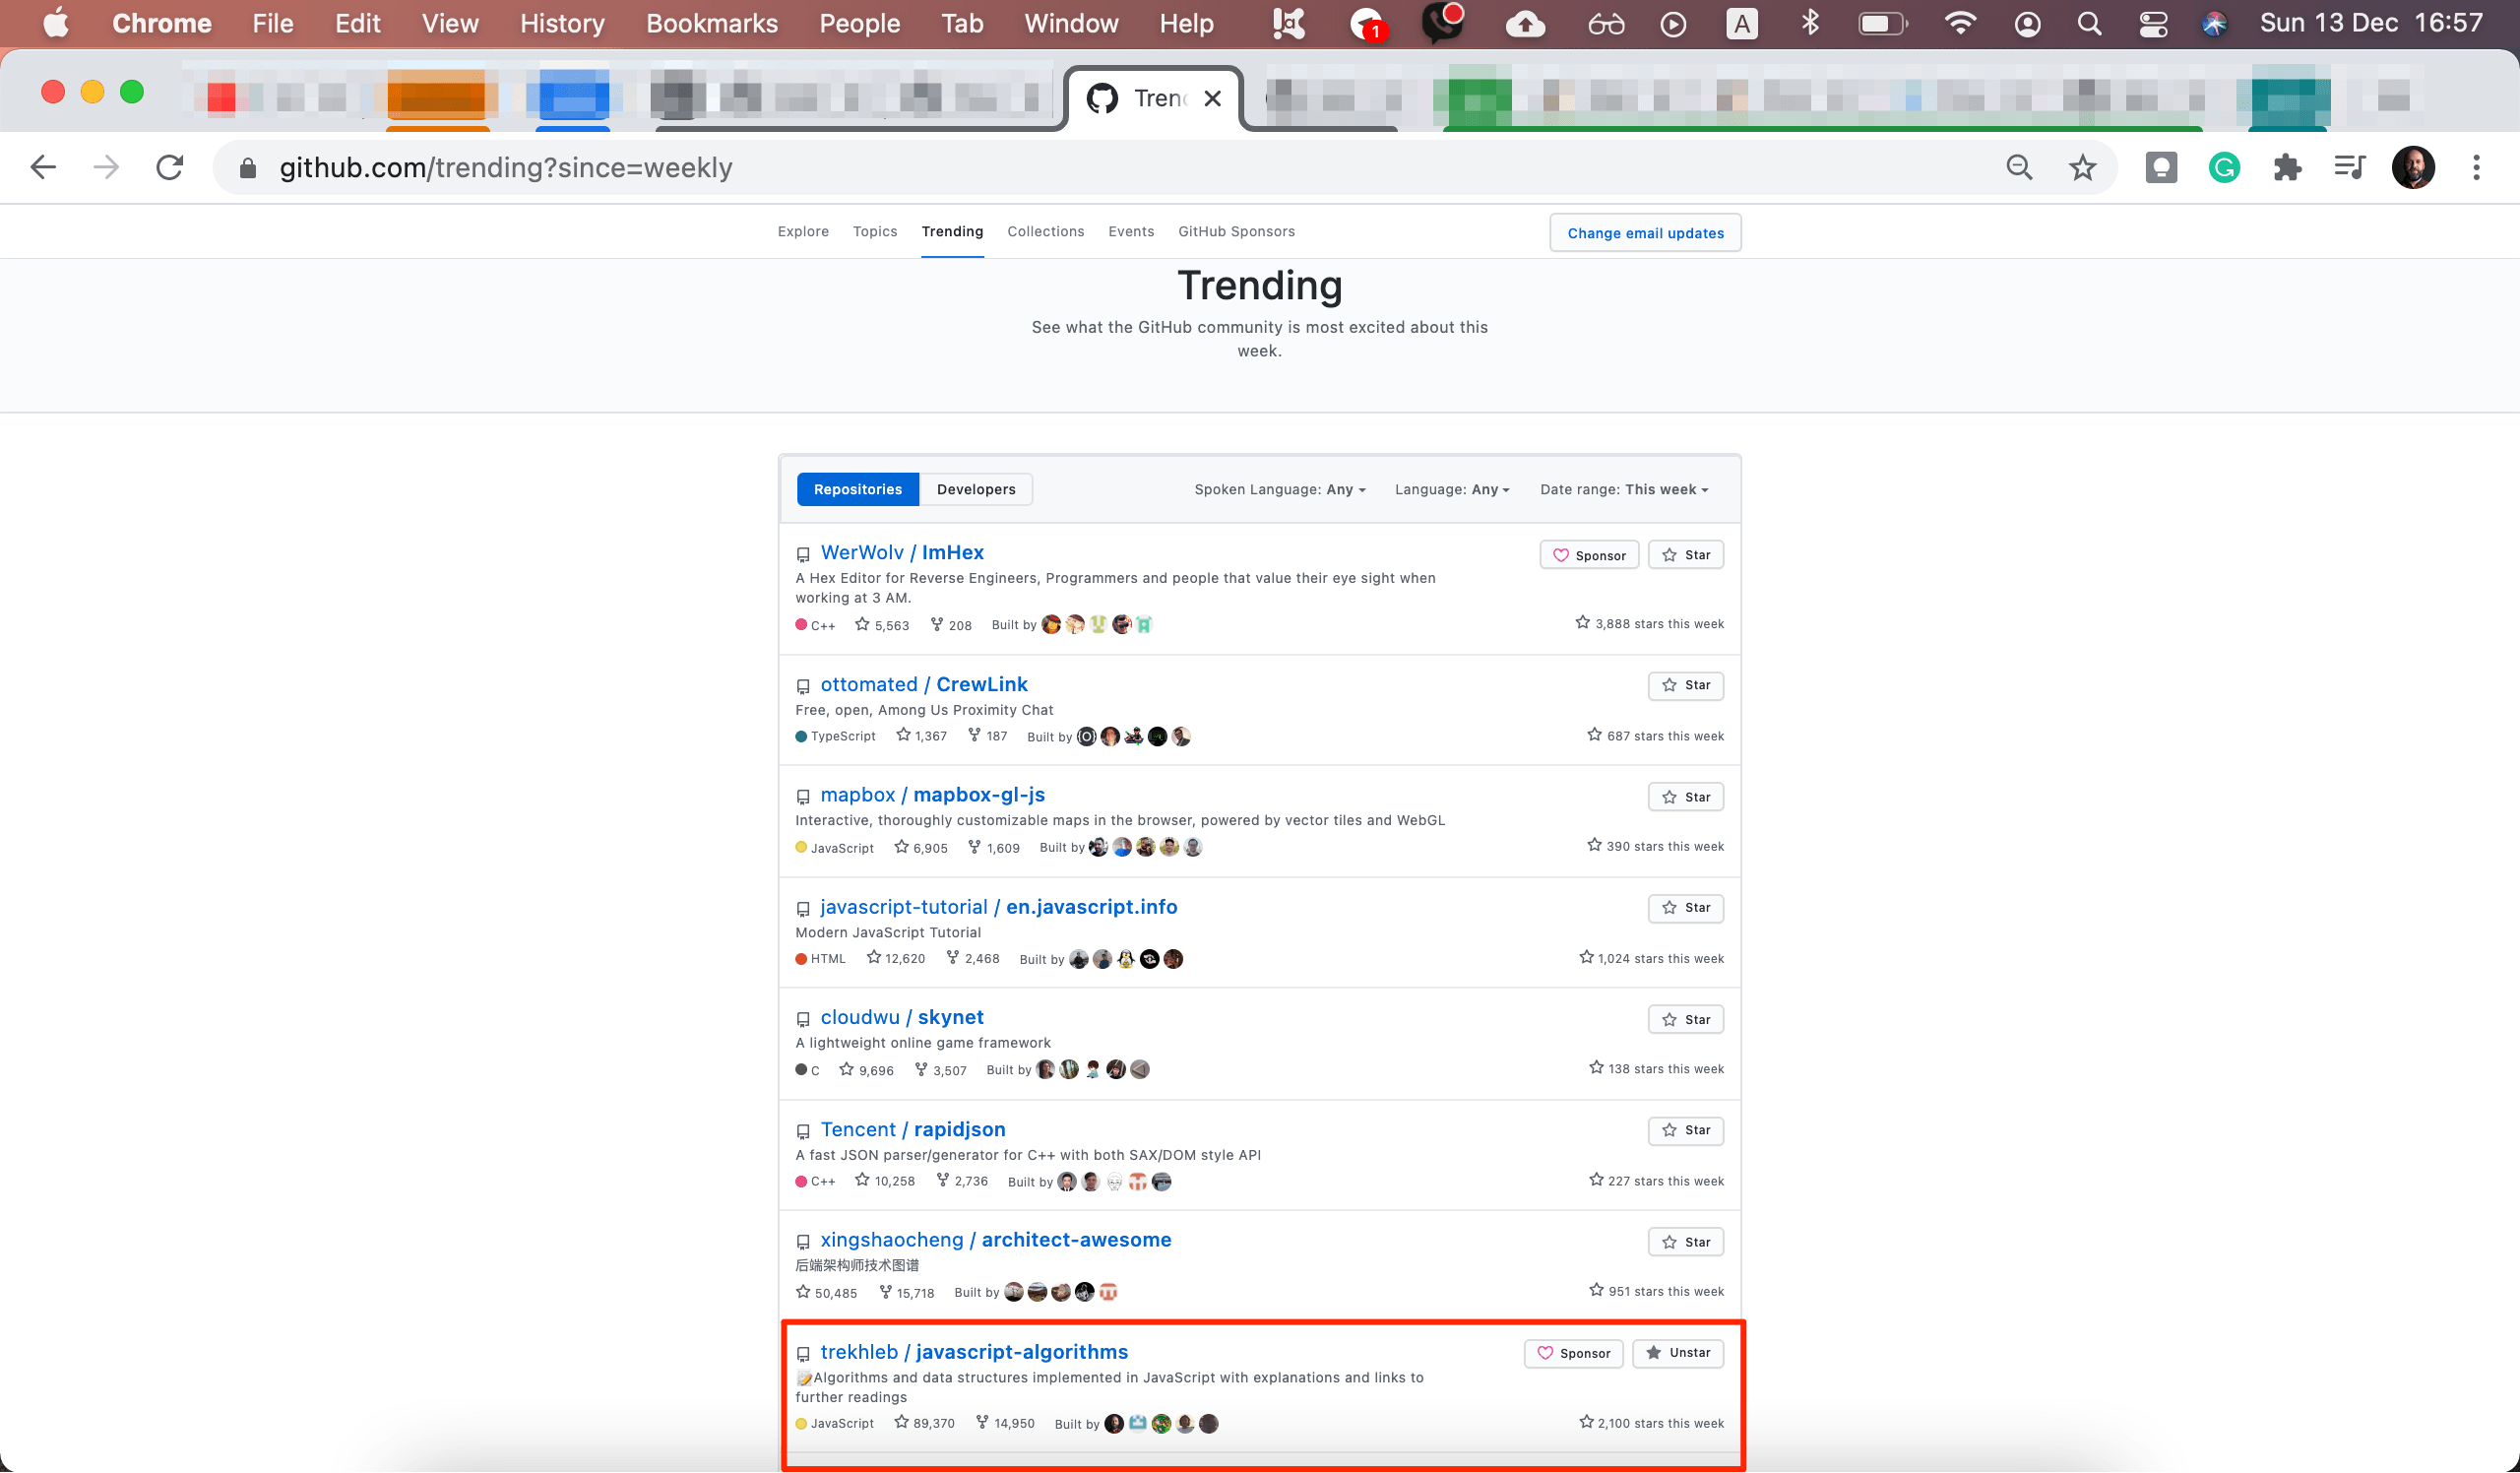 Chrome File Edit View History Bookmarks People Tab Window Help 1 A Sun 13 Dec 16:57
Tren
github.com/trending?since=weekly
Explore Topics Trending Collections Events GitHub Sponsors Change email updates
Trending
See what the GitHub community is most excited about this
week.
Repositories Developers Spoken Language: Any Language: Any Date range: This week
WerWolv / ImHex Sponsor Star
A Hex Editor for Reverse Engineers, Programmers and people that value their eye sight when
working at 3 AM.
C++ 5,563 208 Built by 3,888 stars this week
ottomated / CrewLink Star
Free, open, Among Us Proximity Chat
TypeScript 1,367 187 Built by 687 stars this week
mapbox / mapbox-gl-js Star
Interactive, thoroughly customizable maps in the browser, powered by vector tiles and WebGL
JavaScript 6,905 1,609 Built by 390 stars this week
javascript-tutorial / en.javascript.info Star
Modern JavaScript Tutorial
HTML 12,620 2,468 Built by 1,024 stars this week
cloudwu / skynet Star
A lightweight online game framework
C 9,696 3,507 Built by 138 stars this week
Tencent / rapidjson Star
A fast JSON parser/generator for C++ with both SAX/DOM style API
C++ 10,258 2,736 Built by 227 stars this week
xingshaocheng / architect-awesome Star
后端架构师技术图谱
50,485 15,718 Built by 951 stars this week
trekhleb / javascript-algorithms Sponsor Unstar
📝Algorithms and data structures implemented in JavaScript with explanations and links to
further readings
JavaScript 89,370 14,950 Built by 2,100 stars this week